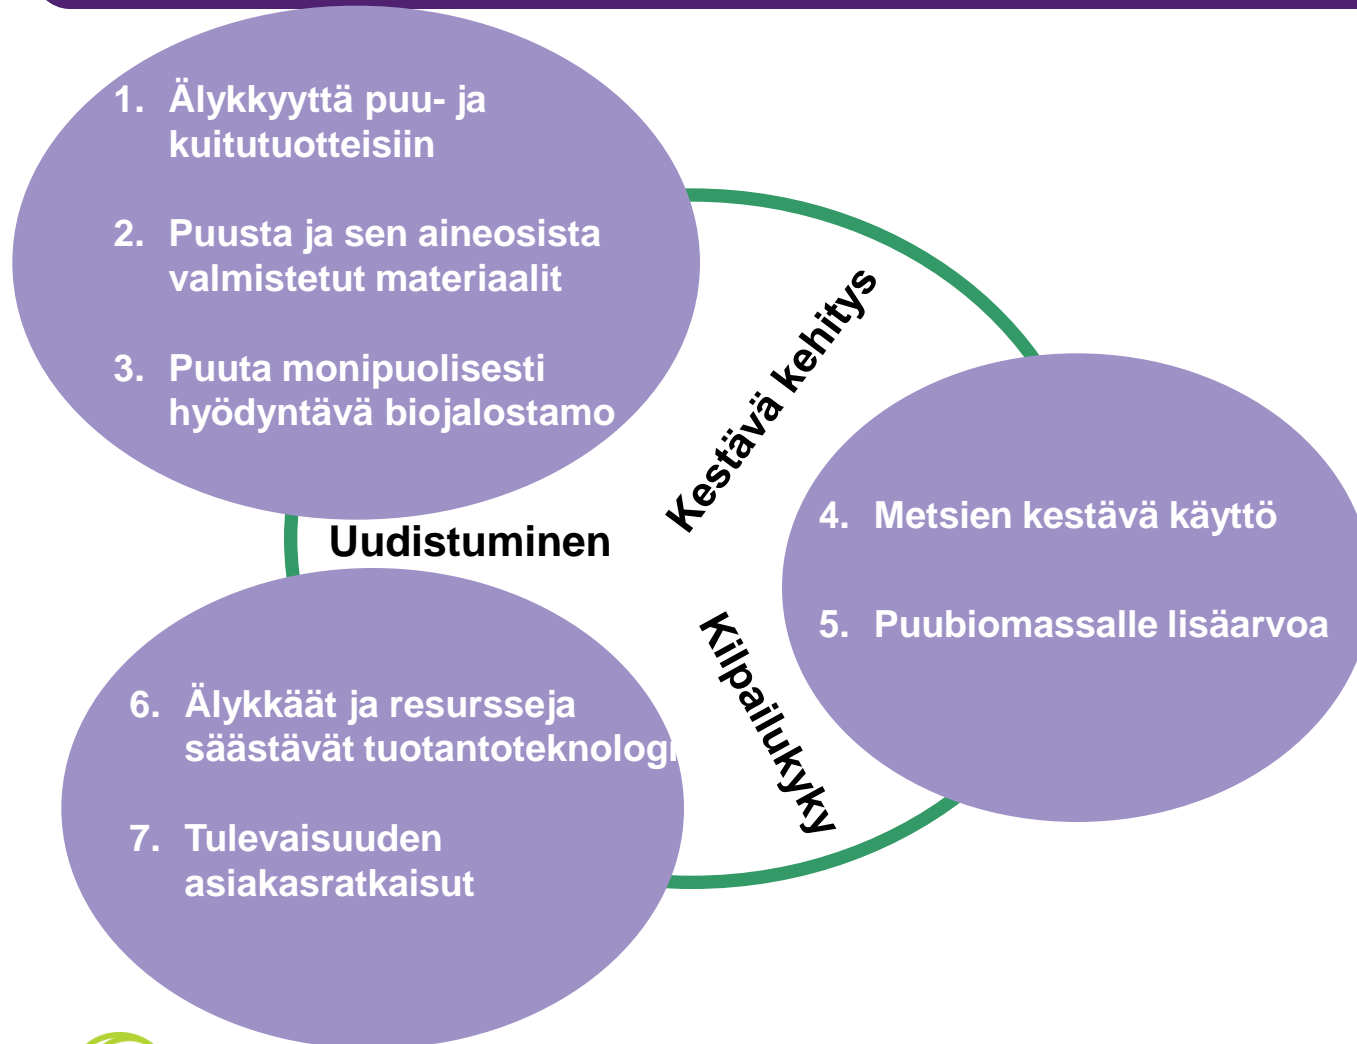 1. Älykkyyttä puu- ja
kuitutuotteisiin
2. Puusta ja sen aineosista
valmistetut materiaalit
3. Puuta monipuolisesti
hyödyntävä biojalostamo
Kestävä kehitys
Uudistuminen
4. Metsien kestävä käyttö
5. Puubiomassalle lisäarvoa
Kilpailukyky
6. Älykkäät ja resursseja
säästävät tuotantoteknologi
7. Tulevaisuuden
asiakasratkaisut